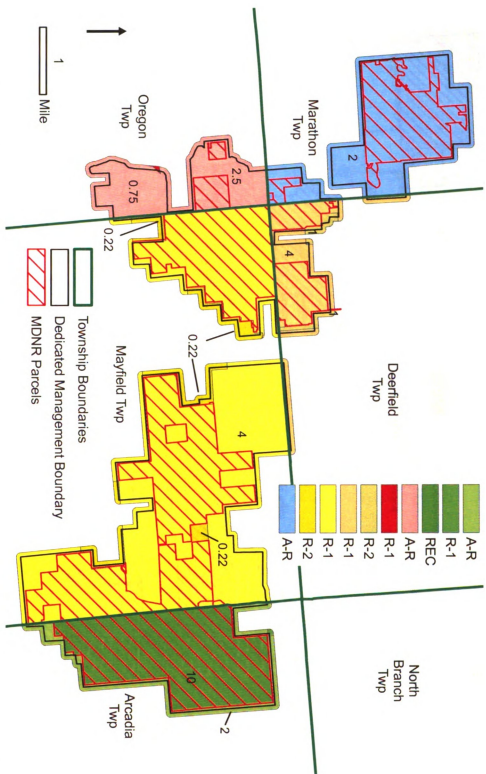 Marathon
Twp
Deerfield
Twp
North
Branch
Twp
Oregon
Twp
Mayfield Twp
Arcadia
Twp
2
2.5
0.75
0.22
4
0.22
0.22
4
0.22
10
2
A-R
R-1
REC
A-R
R-1
R-2
R-1
R-1
R-2
A-R
Township Boundaries
Dedicated Management Boundary
MDNR Parcels
1
Mile